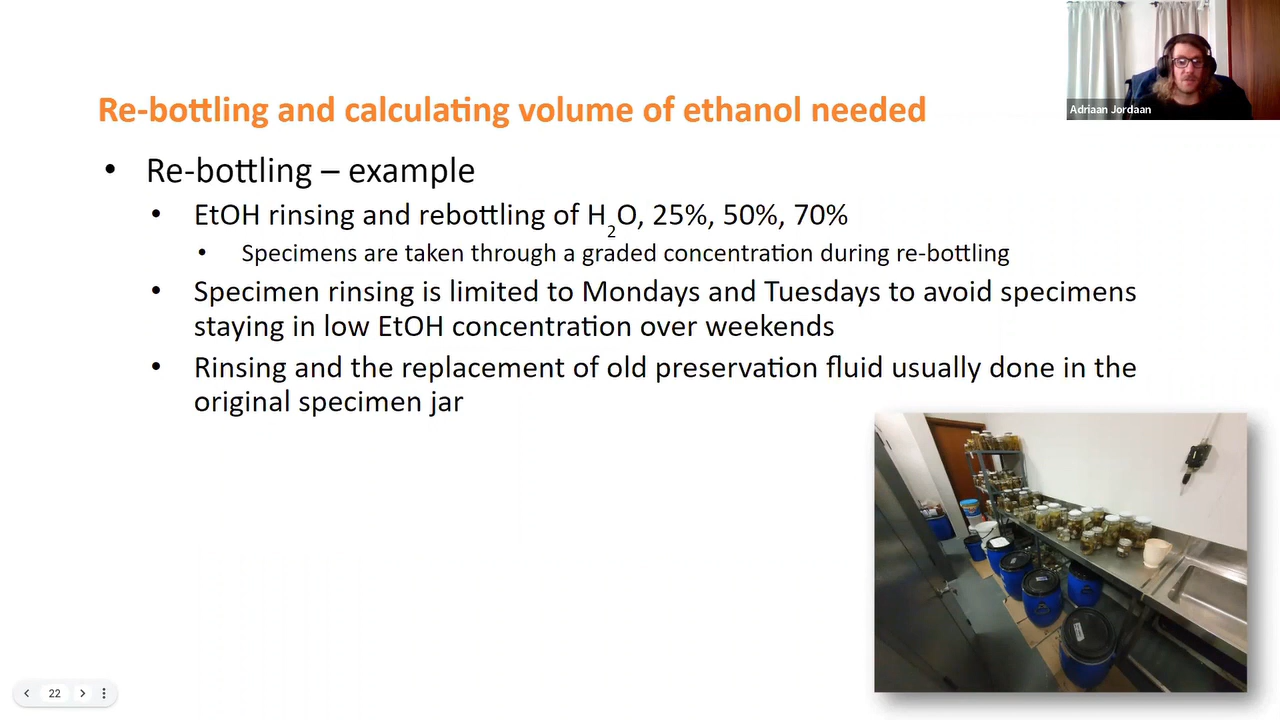 Re-bottling and calculating volume of ethanol needed
Adriaan Jordaan
• Re-bottling – example
• EtOH rinsing and rebottling of H2O, 25%, 50%, 70%
• Specimens are taken through a graded concentration during re-bottling
• Specimen rinsing is limited to Mondays and Tuesdays to avoid specimens
staying in low EtOH concentration over weekends
• Rinsing and the replacement of old preservation fluid usually done in the
original specimen jar
22